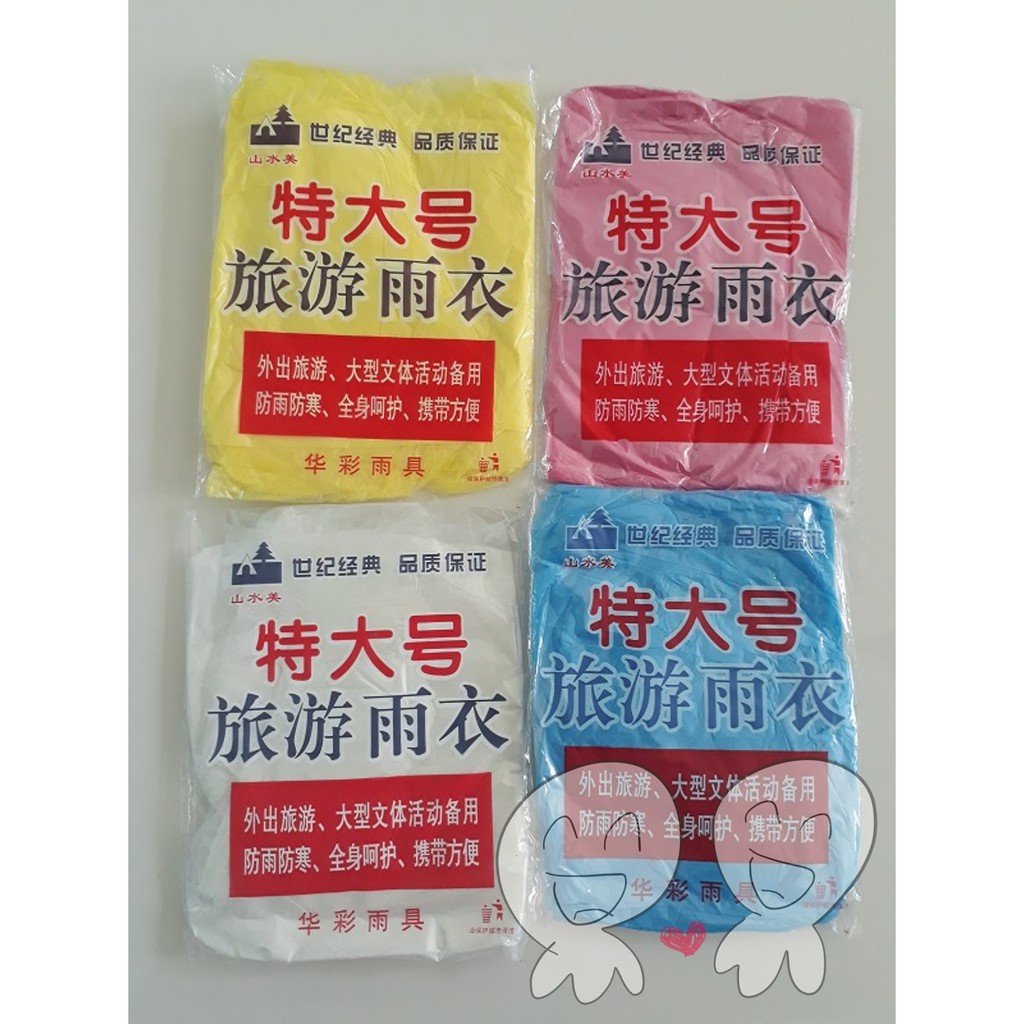 世纪经典 品质保证
山水美
特大号
旅游雨衣
外出旅游、大型文体活动备用
防雨防寒、全身呵护、携带方便
华彩雨具
世纪经典 品质保证
山水美
特大号
旅游雨衣
外出旅游、大型文体活动备用
防雨防寒、全身呵护、携带方便
世纪经典 品质保证
山水美
特大号
旅游雨衣
外出旅游、大型文体活动备用
防雨防寒、全身呵护、携带方便
华彩雨具
世纪经典 品质保证
山水美
特大号
旅游雨衣
外出旅游、大型文体活动备用
防雨防寒、全身呵护、携带方便
华彩雨具